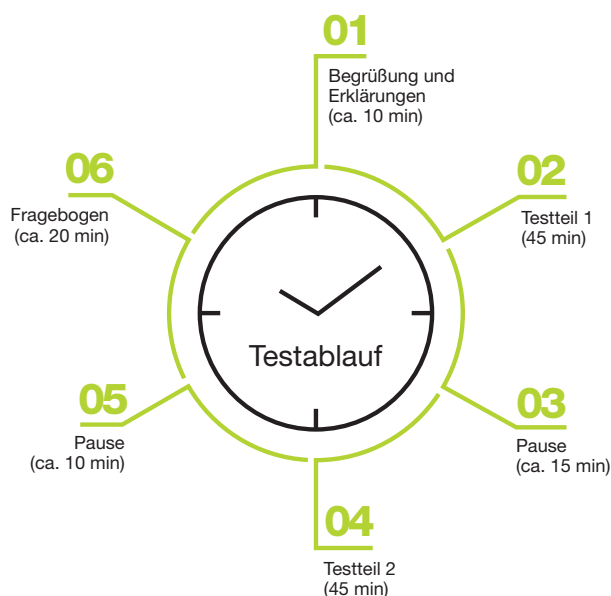 01
Begrüßung und
Erklärungen
(ca. 10 min)
02
Testteil 1
(45 min)
03
Pause
(ca. 15 min)
04
Testteil 2
(45 min)
05
Pause
(ca. 10 min)
06
Fragebogen
(ca. 20 min)
Testablauf